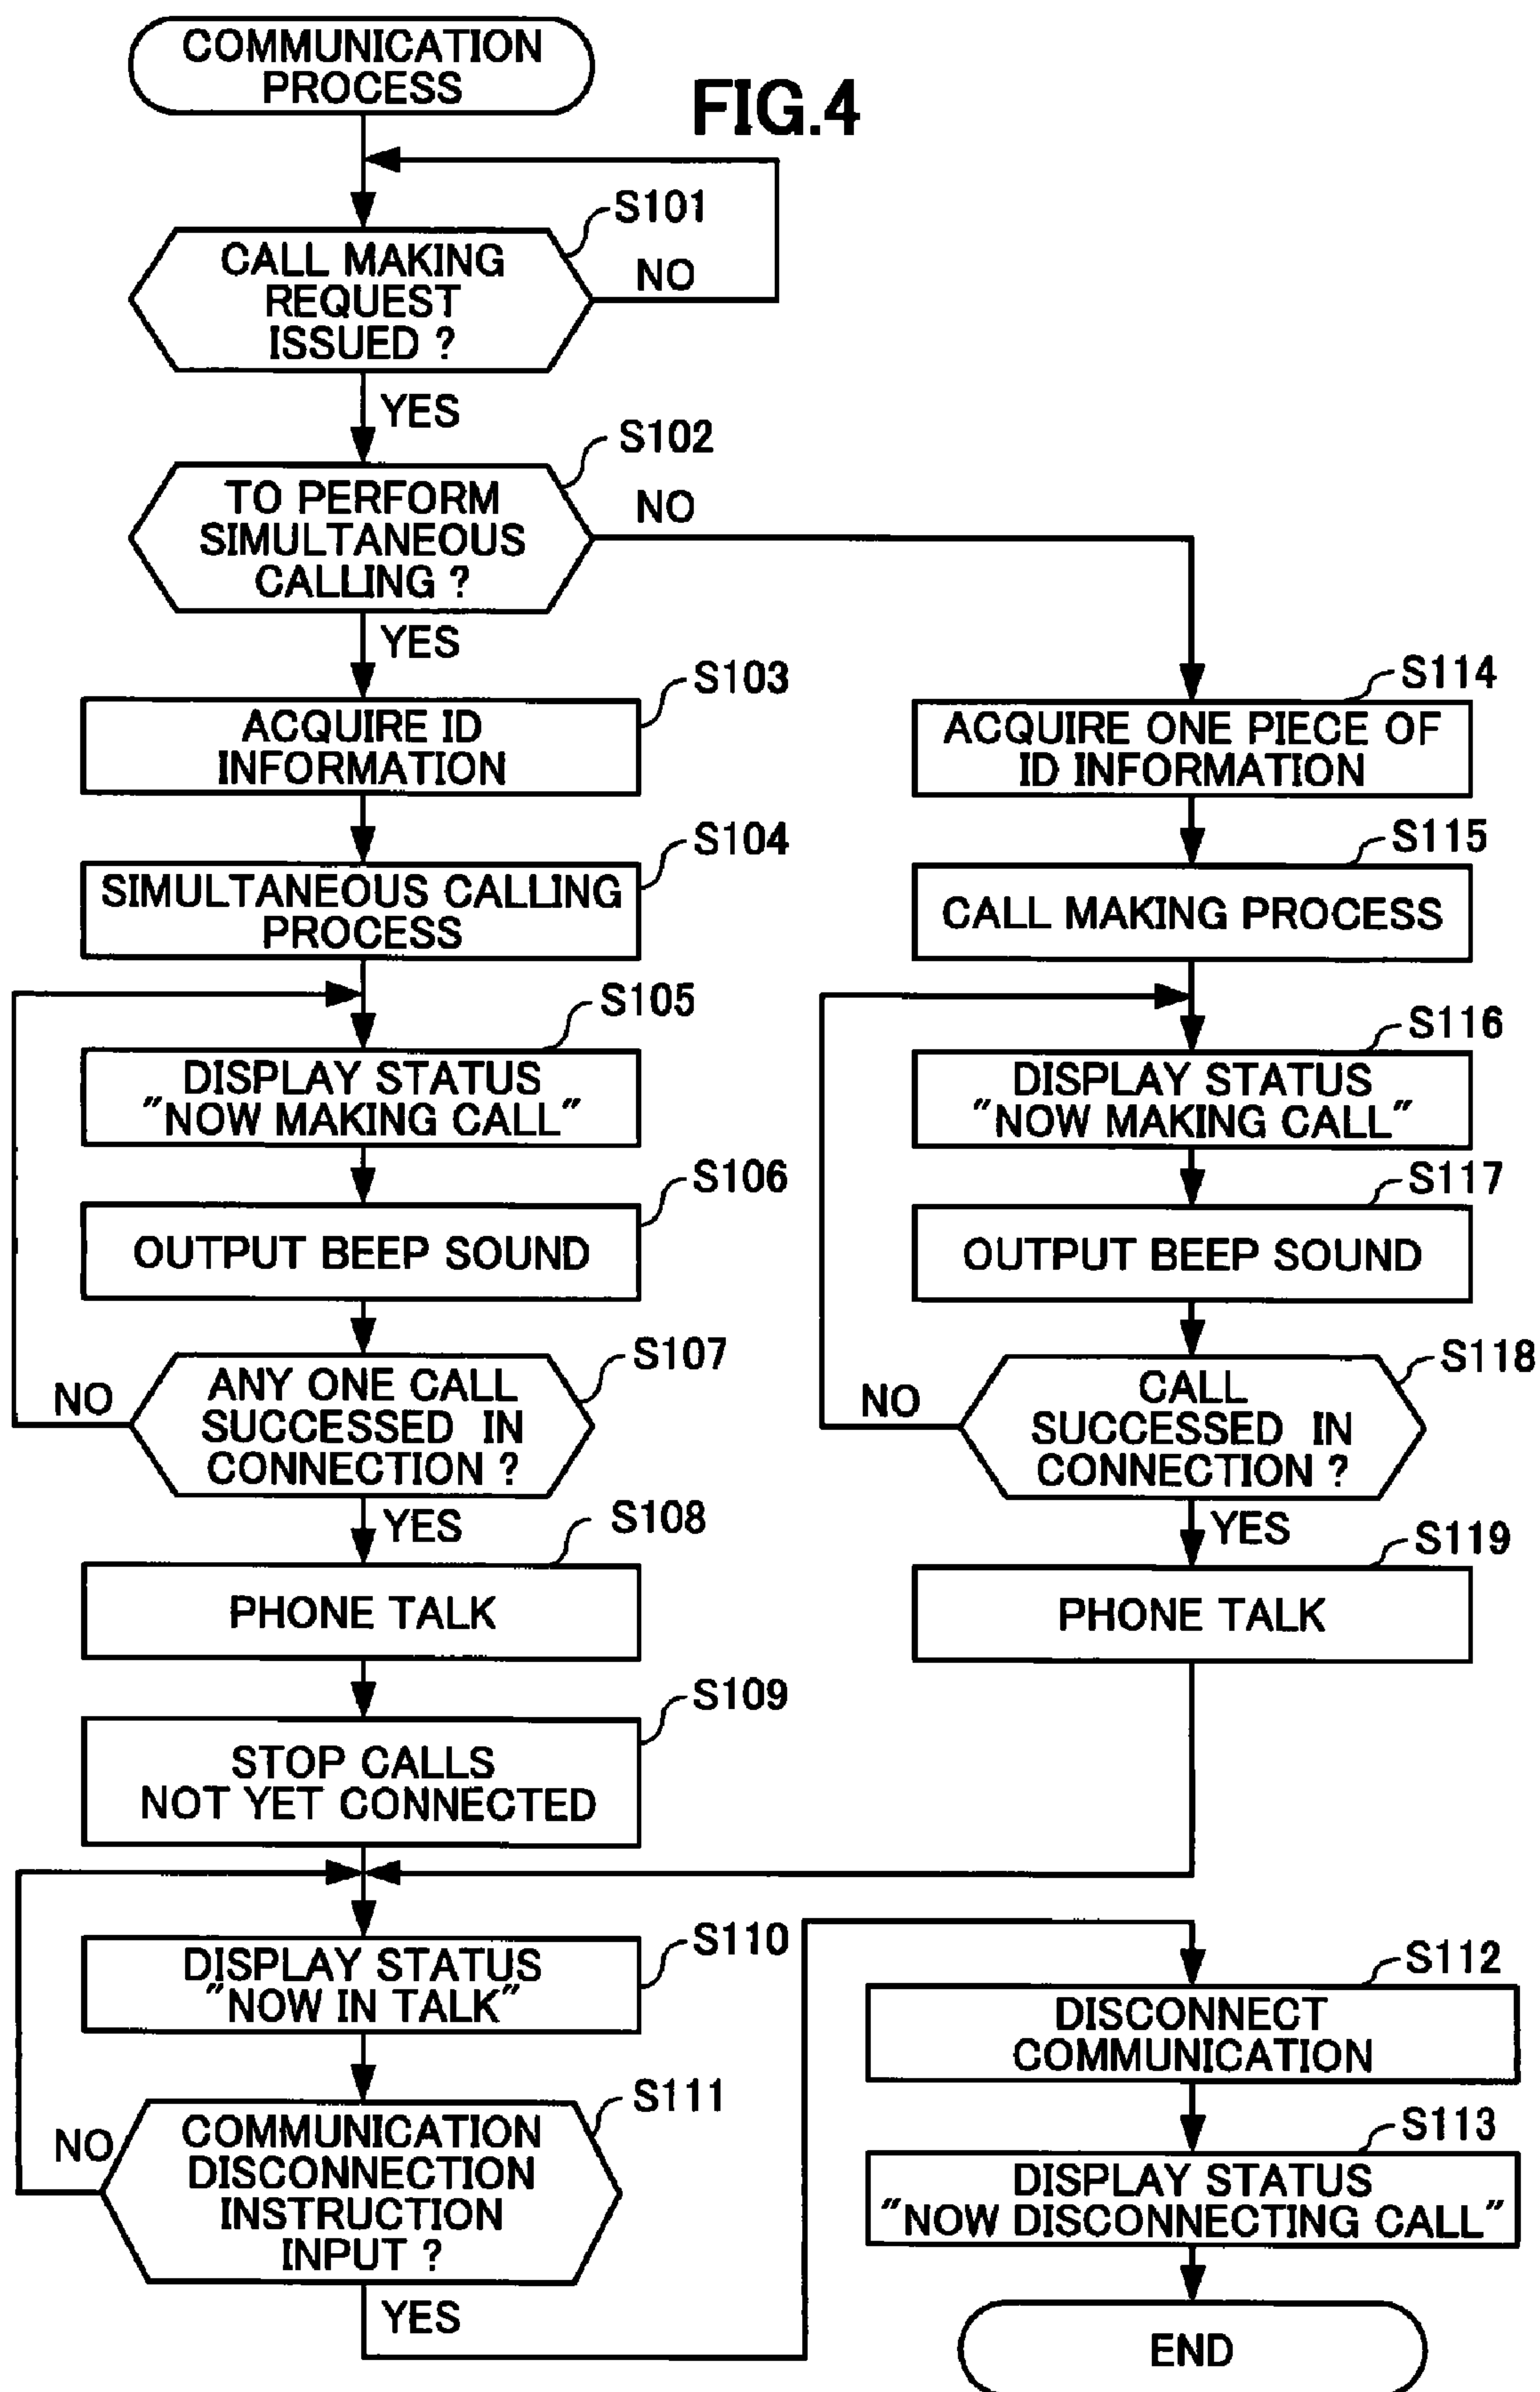 COMMUNICATION
PROCESS
FIG.4
S101
CALL MAKING
REQUEST
ISSUED ?
NO
YES
S102
TO PERFORM
SIMULTANEOUS
CALLING ?
NO
YES
S103
ACQUIRE ID
INFORMATION
S104
SIMULTANEOUS CALLING
PROCESS
S105
DISPLAY STATUS
"NOW MAKING CALL"
S106
OUTPUT BEEP SOUND
S107
ANY ONE CALL
SUCCESSED IN
CONNECTION ?
NO
YES
S108
PHONE TALK
S109
STOP CALLS
NOT YET CONNECTED
S110
DISPLAY STATUS
"NOW IN TALK"
S111
COMMUNICATION
DISCONNECTION
INSTRUCTION
INPUT ?
NO
YES
S114
ACQUIRE ONE PIECE OF
ID INFORMATION
S115
CALL MAKING PROCESS
S116
DISPLAY STATUS
"NOW MAKING CALL"
S117
OUTPUT BEEP SOUND
S118
CALL
SUCCESSED IN
CONNECTION ?
NO
YES
S119
PHONE TALK
S112
DISCONNECT
COMMUNICATION
S113
DISPLAY STATUS
"NOW DISCONNECTING CALL"
END